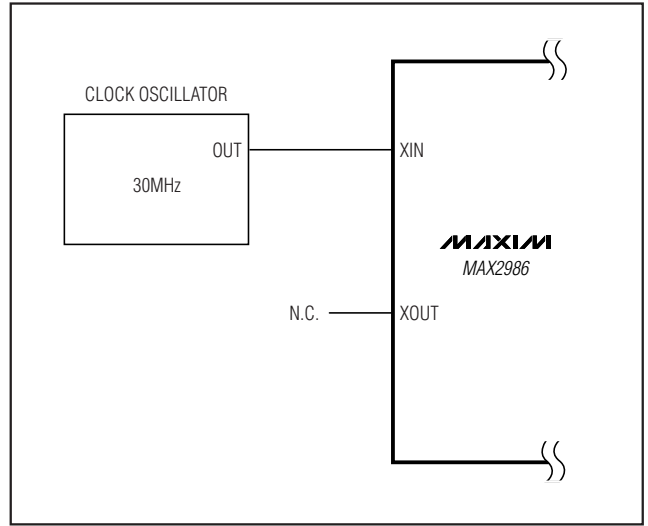 CLOCK OSCILLATOR
OUT
30MHz
XIN
MAXIM
MAX2986
N.C.
XOUT